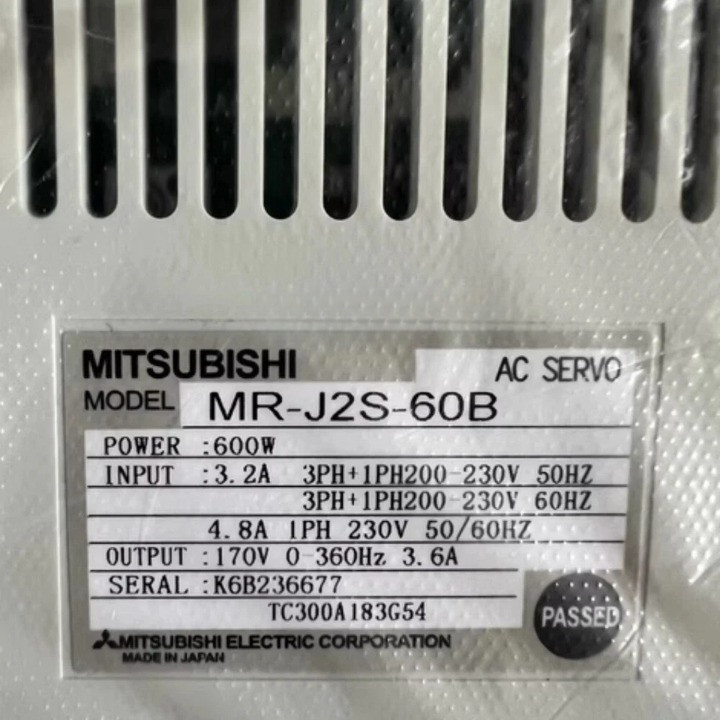 MITSUBISHI AC SERVO
MODEL MR-J2S-60B
POWER :600W
INPUT :3.2A 3PH+1PH200-230V 50HZ
3PH+1PH200-230V 60HZ
4.8A 1PH 230V 50/60HZ
OUTPUT :170V 0-360Hz 3.6A
SERAL :K6B236677
TC300A183G54
PASSED
MITSUBISHI ELECTRIC CORPORATION
MADE IN JAPAN